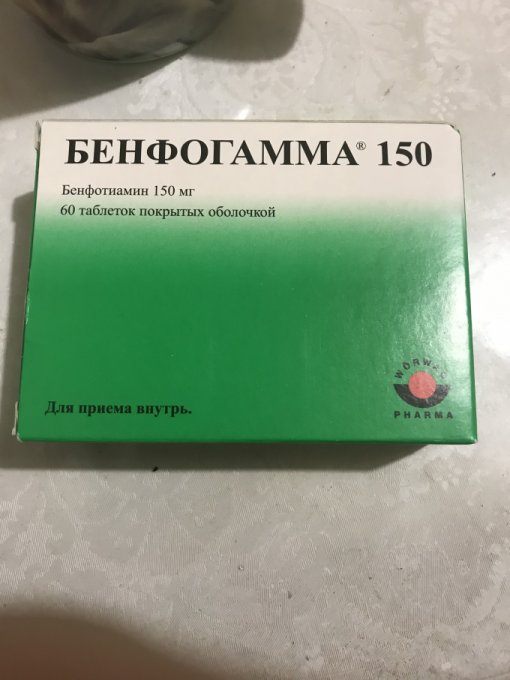 БЕНФОГАММА® 150
Бенфотиамин 150 мг
60 таблеток покрытых оболочкой
WÖRWAG
PHARMA
Для приема внутрь.